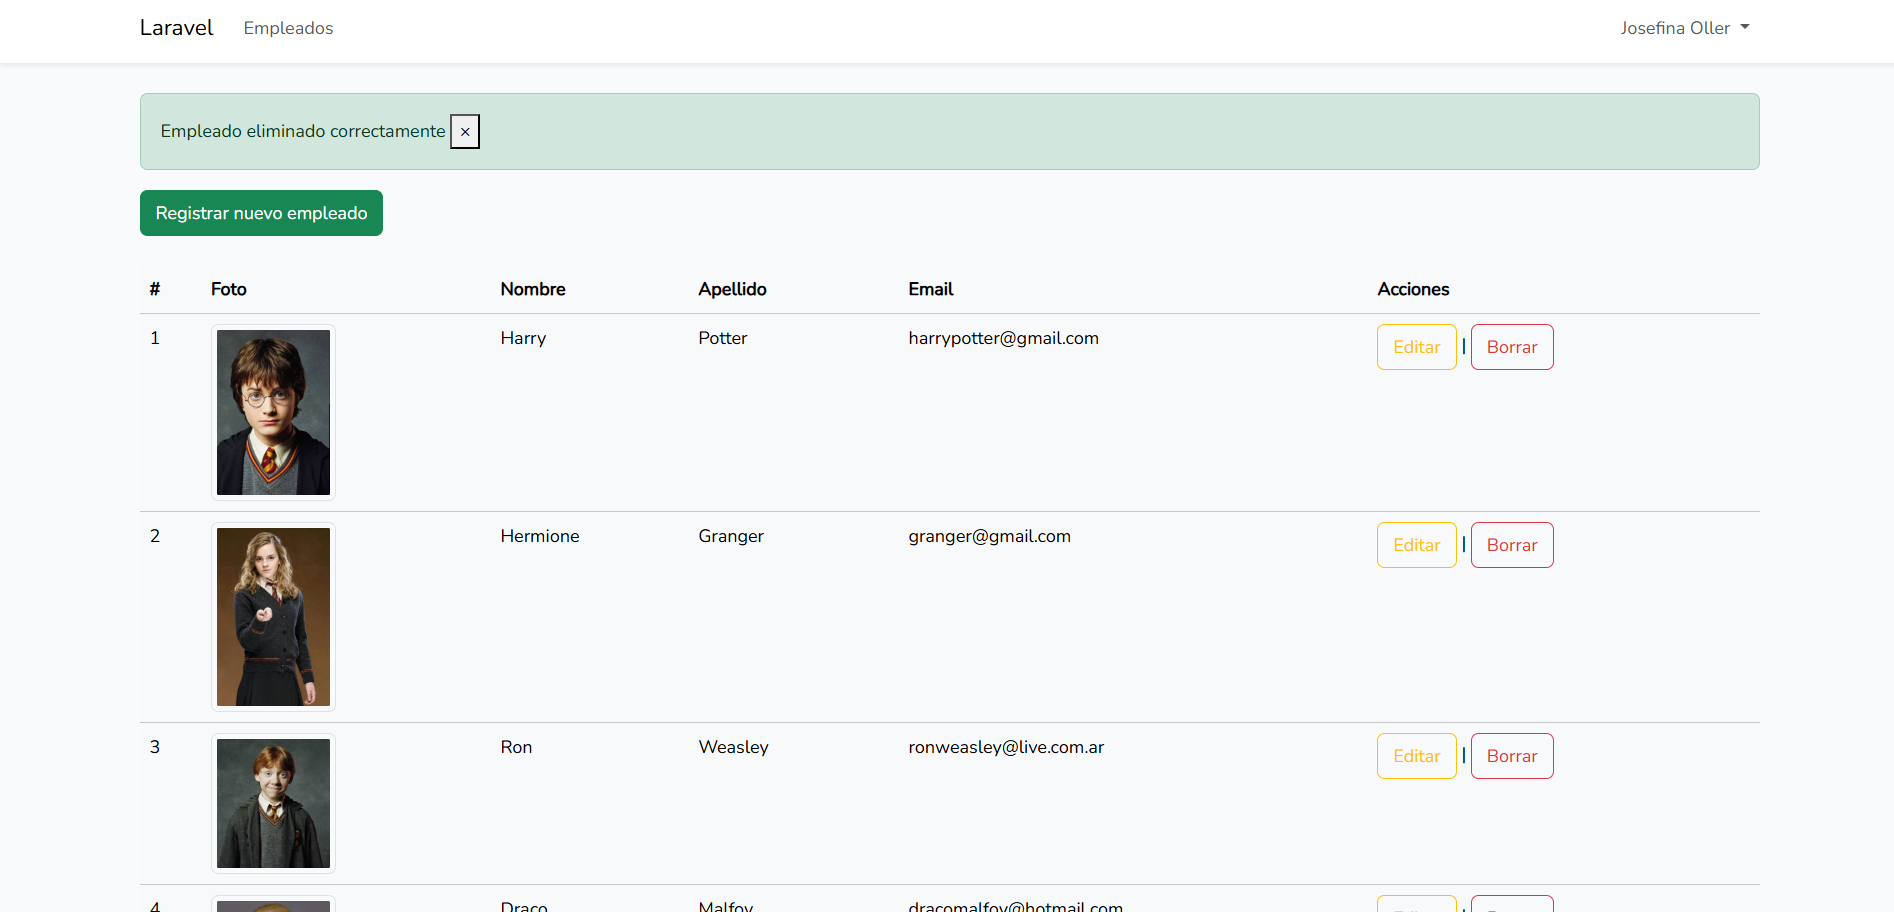 Laravel Empleados Josefina Oller
Empleado eliminado correctamente ×
Registrar nuevo empleado
# Foto Nombre Apellido Email Acciones
1 Harry Potter harrypotter@gmail.com Editar | Borrar
2 Hermione Granger granger@gmail.com Editar | Borrar
3 Ron Weasley ronweasley@live.com.ar Editar | Borrar
4 Draco Malfoy dracomalfoy@hotmail.com